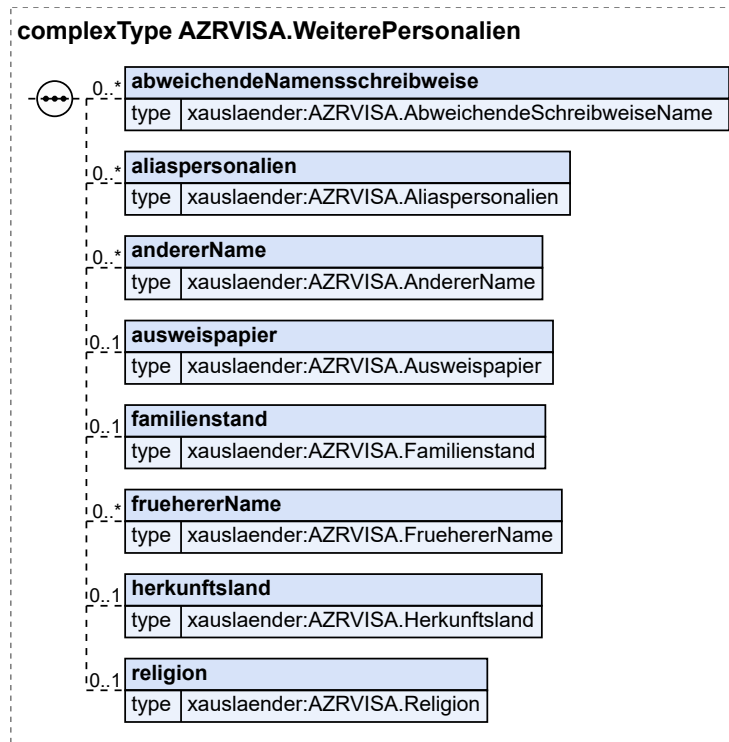 complexType AZRVISA.WeiterePersonalien
0..* abweichendeNamensschreibweise
type xauslaender:AZRVISA.AbweichendeSchreibweiseName
0..* aliaspersonalien
type xauslaender:AZRVISA.Aliaspersonalien
0..* andererName
type xauslaender:AZRVISA.AndererName
0..1 ausweispapier
type xauslaender:AZRVISA.Ausweispapier
0..1 familienstand
type xauslaender:AZRVISA.Familienstand
0..* fruehererName
type xauslaender:AZRVISA.FruehererName
0..1 herkunftsland
type xauslaender:AZRVISA.Herkunftsland
0..1 religion
type xauslaender:AZRVISA.Religion